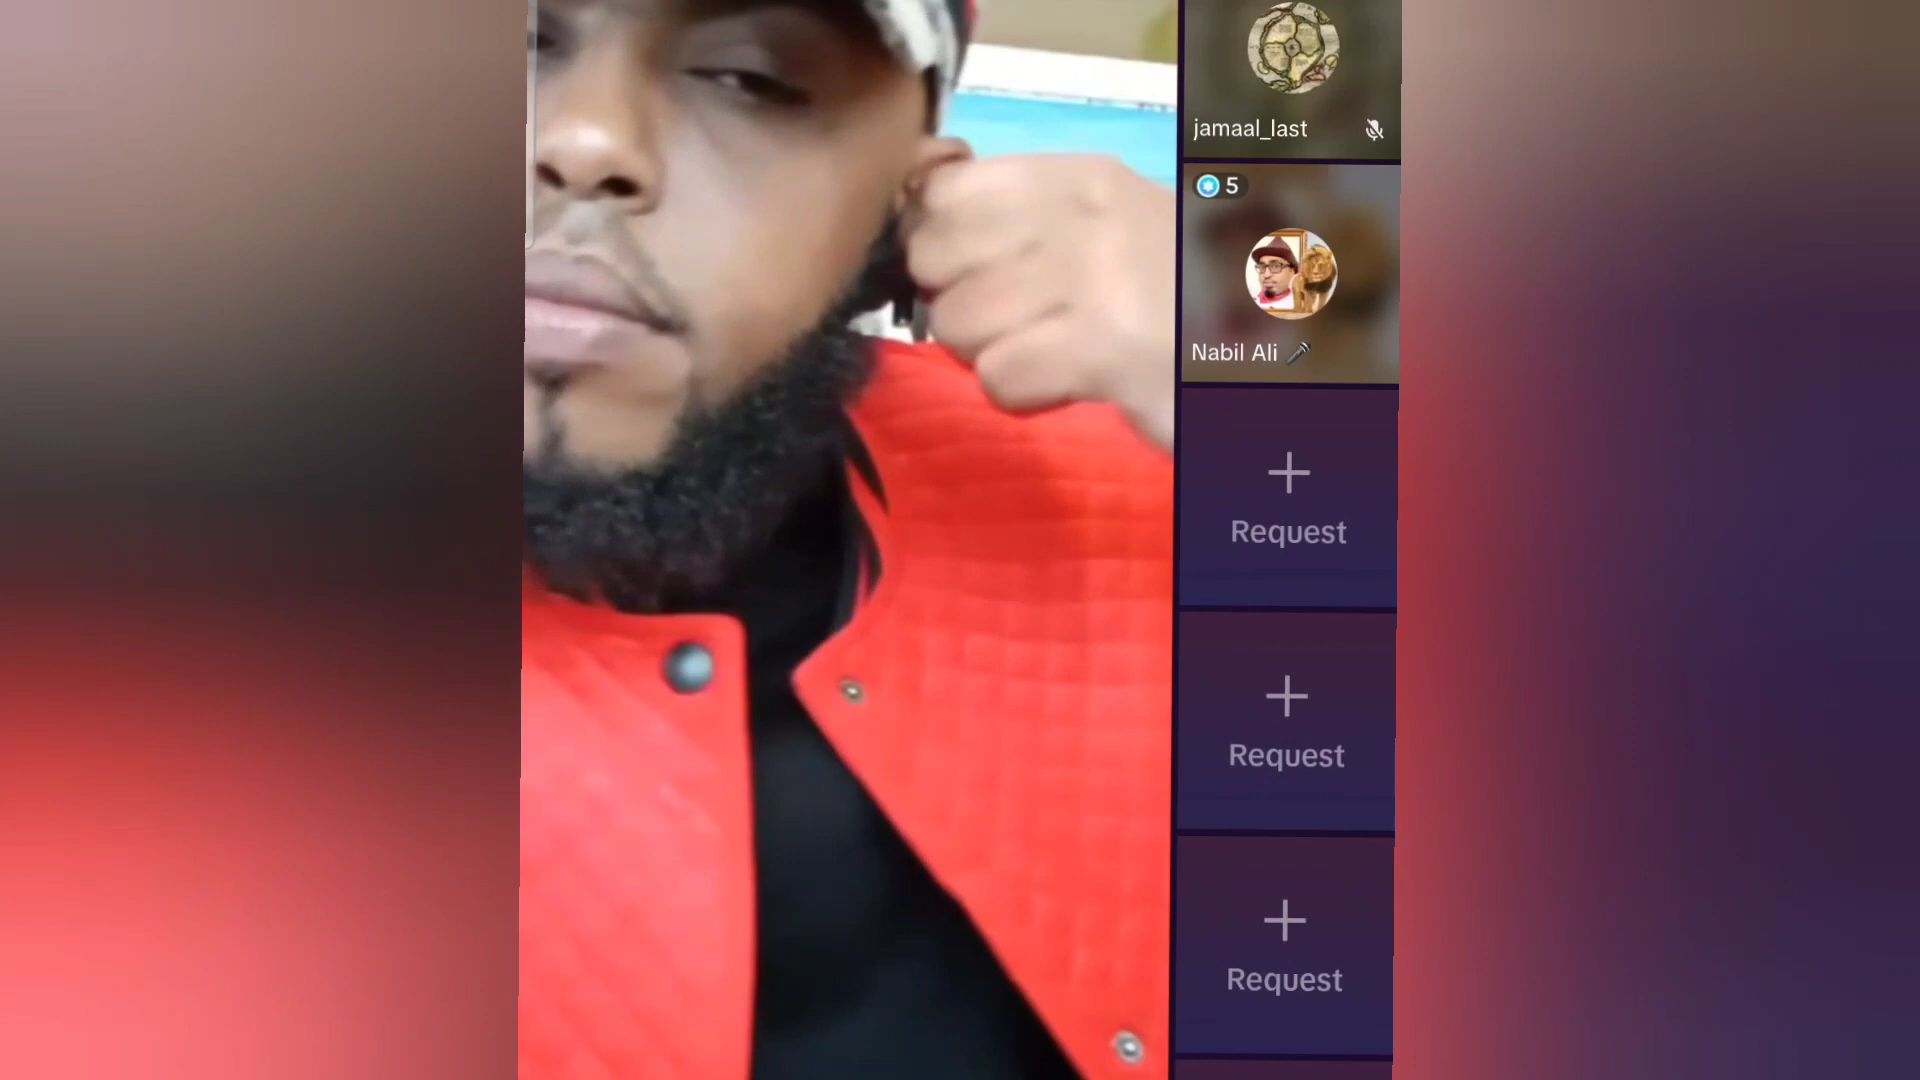 jamaal_last
5
Nabil Ali
Request
Request
Request